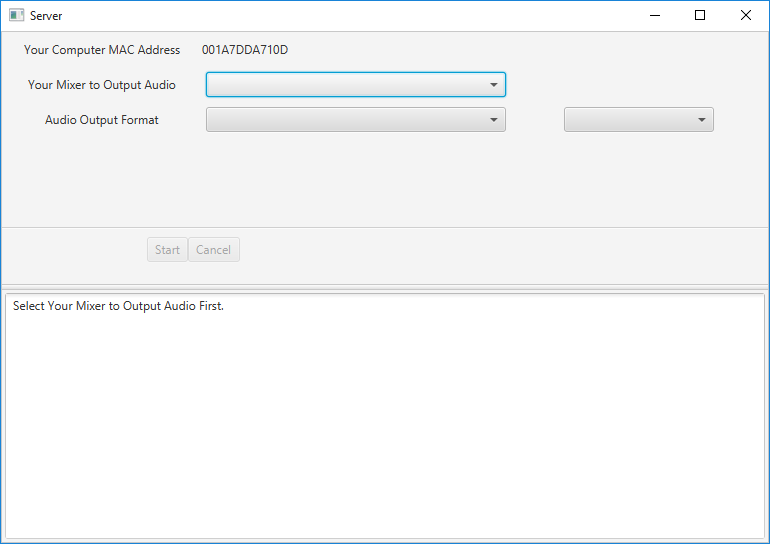 Server
Your Computer MAC Address 001A7DDA710D
Your Mixer to Output Audio
Audio Output Format
Start Cancel
Select Your Mixer to Output Audio First.